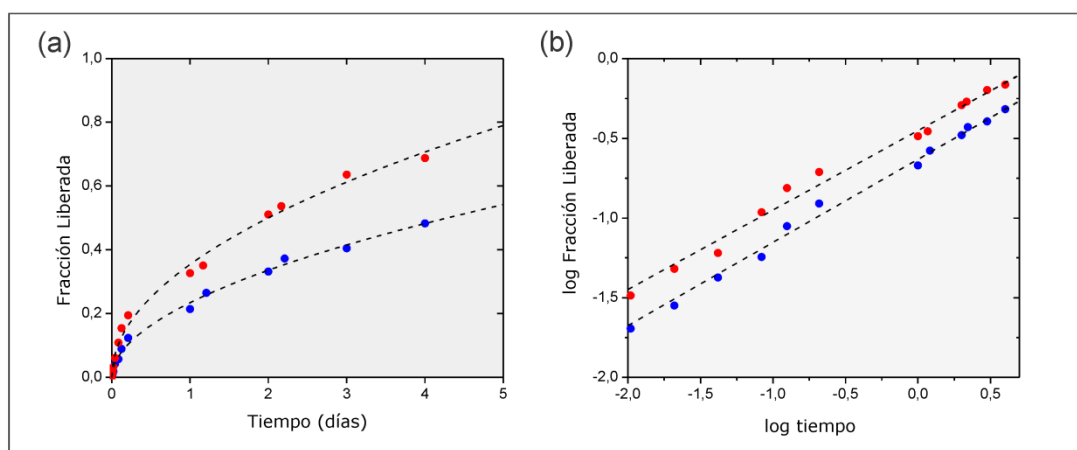 (a)
1,0
0,8
0,6
0,4
0,2
0,0
Fracción Liberada
0 1 2 3 4 5
Tiempo (días)
(b)
0,0
-0,5
-1,0
-1,5
-2,0
log Fracción Liberada
-2,0 -1,5 -1,0 -0,5 0,0 0,5
log tiempo